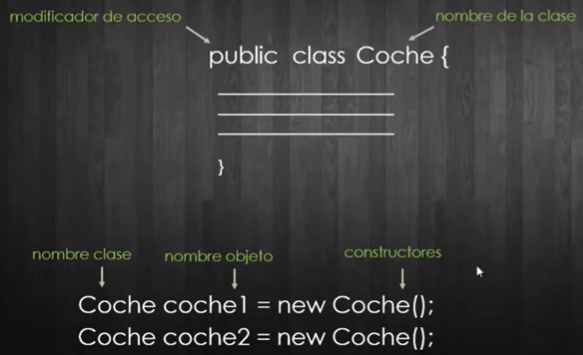 modificador de acceso
nombre de la clase
public class Coche {
}
nombre clase
nombre objeto
constructores
Coche coche1 = new Coche();
Coche coche2 = new Coche();